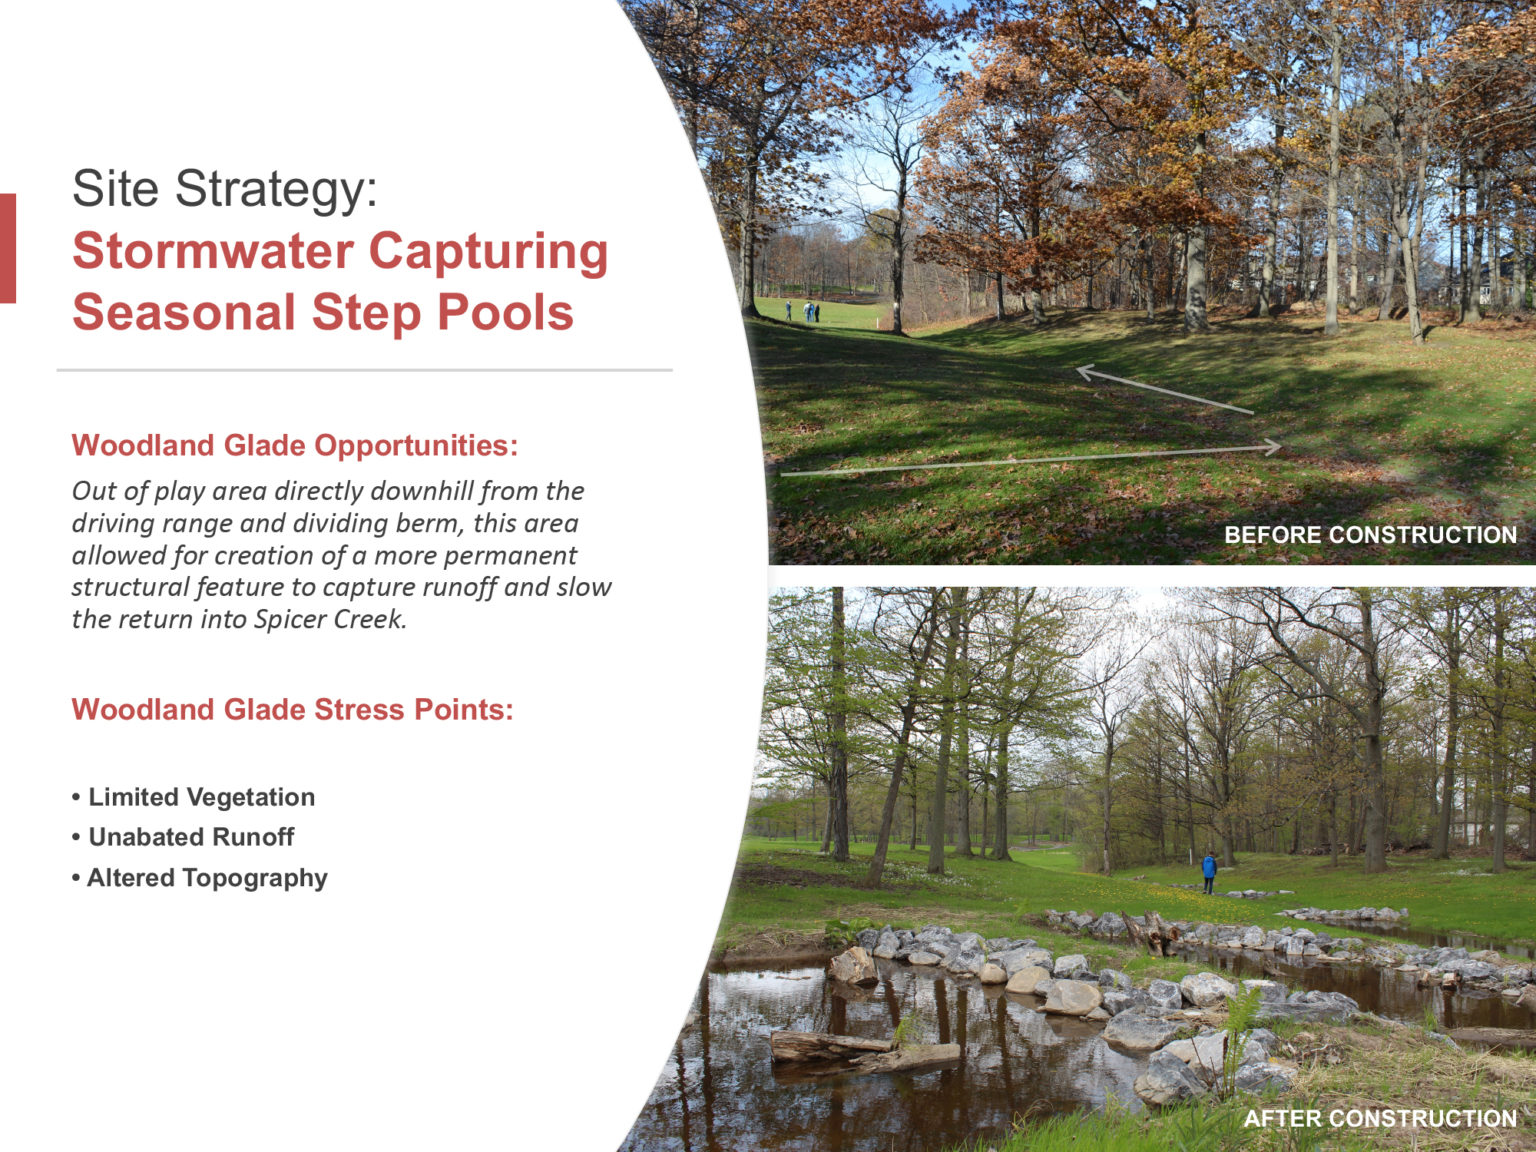 Site Strategy:
Stormwater Capturing
Seasonal Step Pools
Woodland Glade Opportunities:
Out of play area directly downhill from the
driving range and dividing berm, this area
allowed for creation of a more permanent
structural feature to capture runoff and slow
the return into Spicer Creek.
Woodland Glade Stress Points:
• Limited Vegetation
• Unabated Runoff
• Altered Topography
BEFORE CONSTRUCTION
AFTER CONSTRUCTION